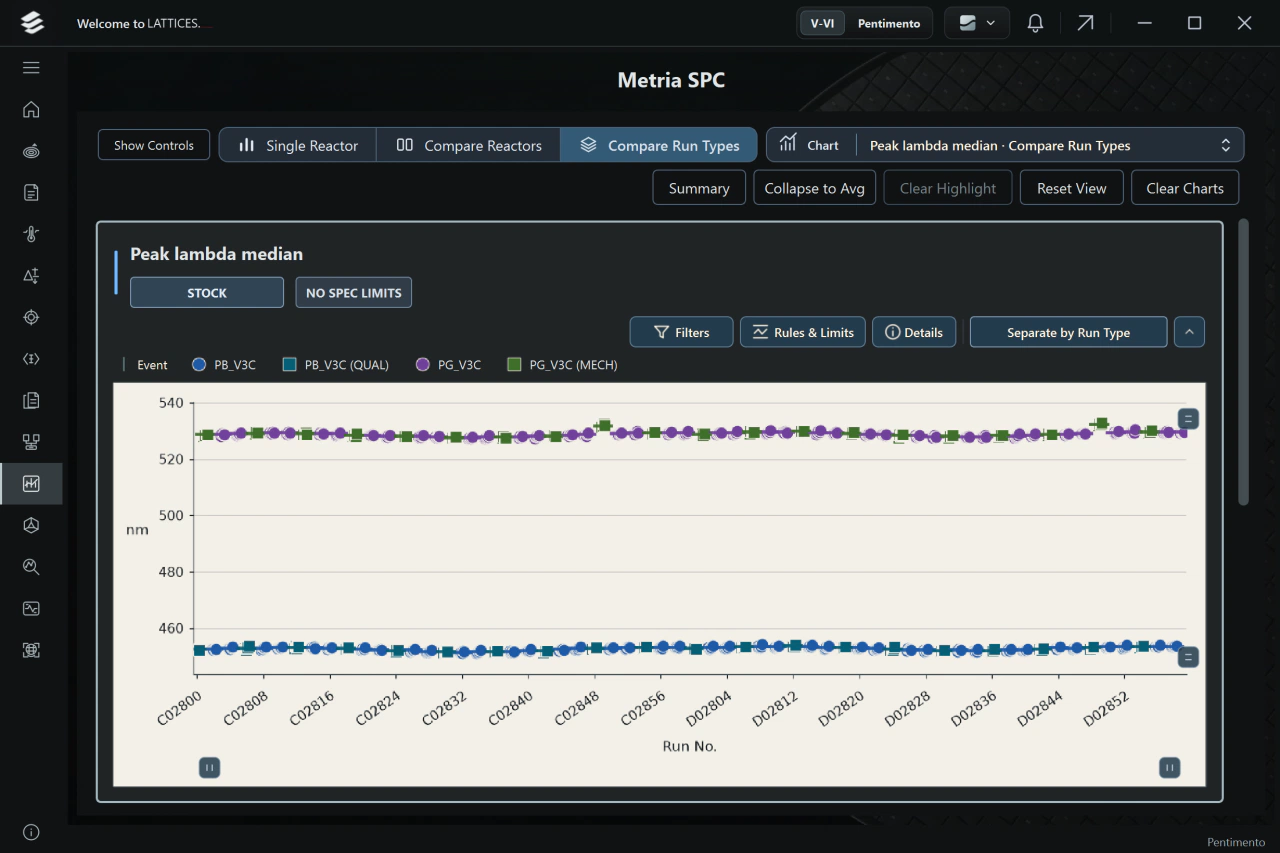 Welcome to LATTICES.
V-VI Pentimento
Metria SPC
Show Controls Single Reactor Compare Reactors Compare Run Types Chart Peak lambda median · Compare Run Types
Summary Collapse to Avg Clear Highlight Reset View Clear Charts
Peak lambda median
STOCK NO SPEC LIMITS
Filters Rules & Limits Details Separate by Run Type
Event PB_V3C PB_V3C (QUAL) PG_V3C PG_V3C (MECH)
540
520
500
nm
480
460
C02800 C02808 C02816 C02824 C02832 C02840 C02848 C02856 D02804 D02812 D02820 D02828 D02836 D02844 D02852
Run No.
Pentimento